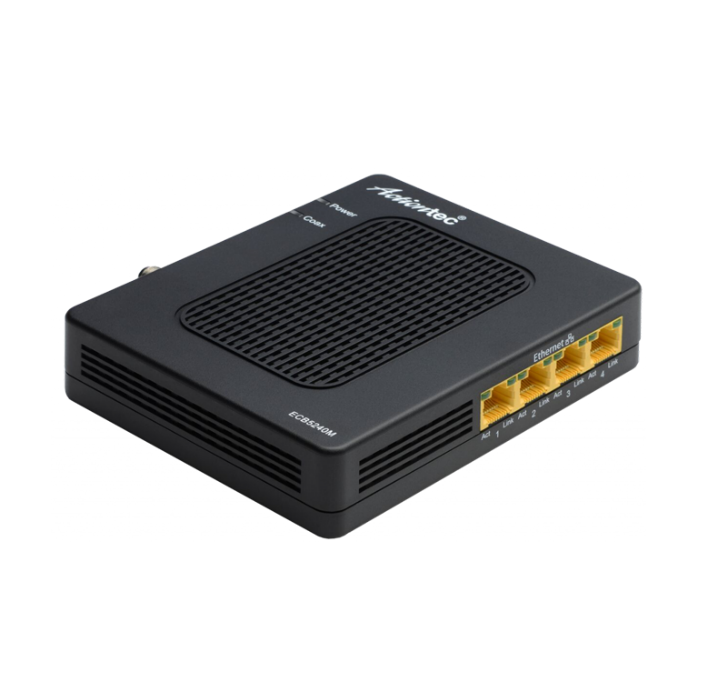 Actiontec®
Power
Coax
ECB5240M
Ethernet
Act 1 Link Act 2 Link Act 3 Link Act 4 Link